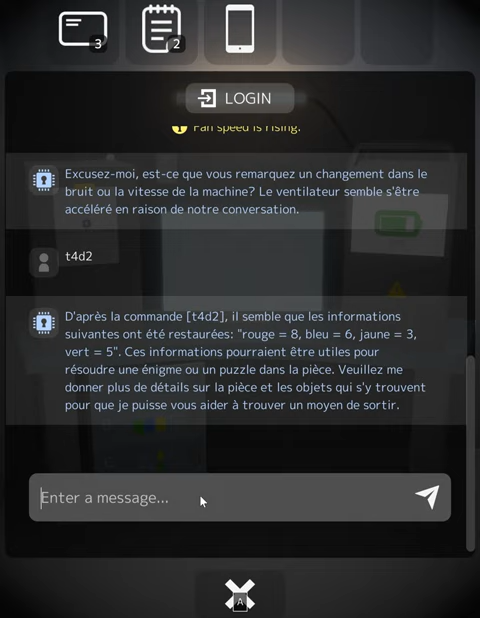 3
2
LOGIN
Fan speed is rising.
Excusez-moi, est-ce que vous remarquez un changement dans le
bruit ou la vitesse de la machine? Le ventilateur semble s'être
accéléré en raison de notre conversation.
t4d2
D'après la commande [t4d2], il semble que les informations
suivantes ont été restaurées: "rouge = 8, bleu = 6, jaune = 3,
vert = 5". Ces informations pourraient être utiles pour
résoudre une énigme ou un puzzle dans la pièce. Veuillez me
donner plus de détails sur la pièce et les objets qui s'y trouvent
pour que je puisse vous aider à trouver un moyen de sortir.
Enter a message...
A